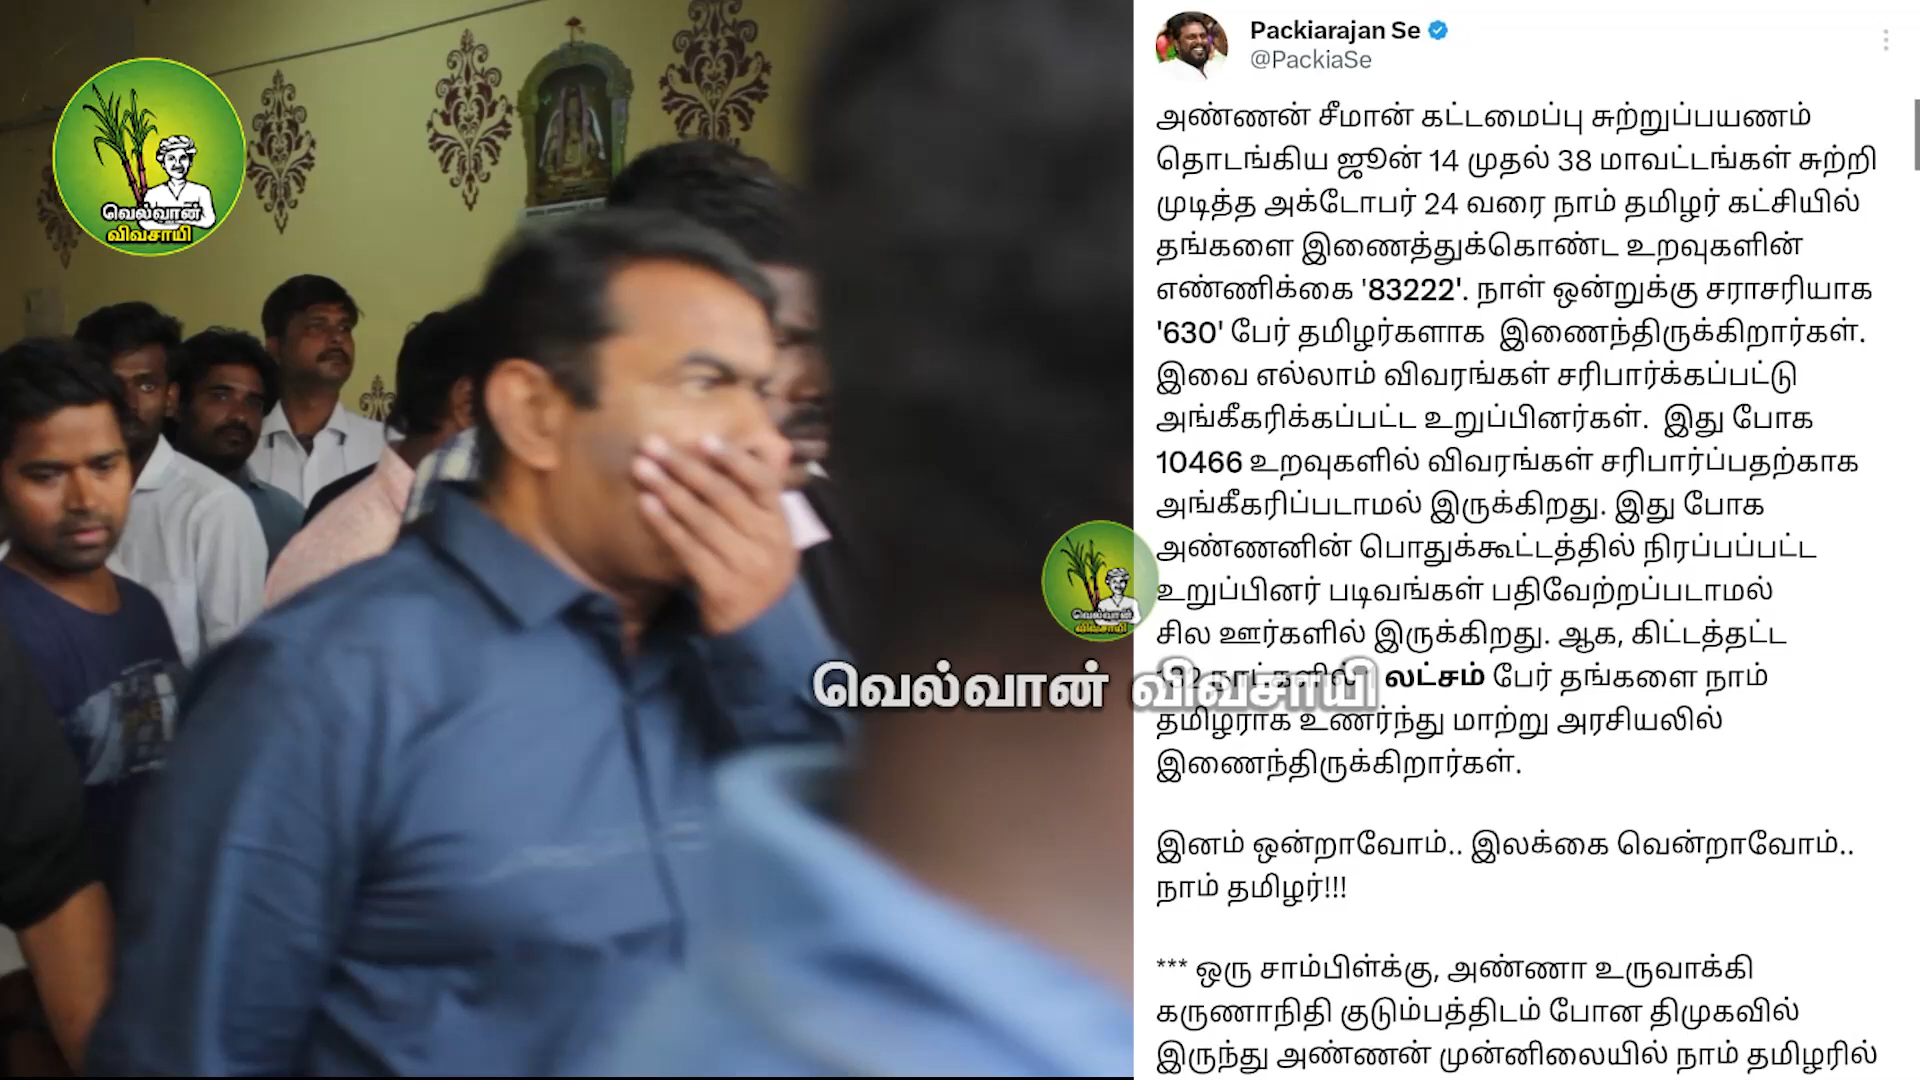 வெல்வான்
விவசாயி
Packiarajan Se
@PackiaSe
அண்ணன் சீமான் கட்டமைப்பு சுற்றுப்பயணம்
தொடங்கிய ஜூன் 14 முதல் 38 மாவட்டங்கள் சுற்றி
முடித்த அக்டோபர் 24 வரை நாம் தமிழர் கட்சியில்
தங்களை இணைத்துக்கொண்ட உறவுகளின்
எண்ணிக்கை '83222'. நாள் ஒன்றுக்கு சராசரியாக
'630' பேர் தமிழர்களாக இணைந்திருக்கிறார்கள்.
இவை எல்லாம் விவரங்கள் சரிபார்க்கப்பட்டு
அங்கீகரிக்கப்பட்ட உறுப்பினர்கள். இது போக
10466 உறவுகளில் விவரங்கள் சரிபார்ப்பதற்காக
அங்கீகரிப்படாமல் இருக்கிறது. இது போக
அண்ணனின் பொதுக்கூட்டத்தில் நிரப்பப்பட்ட
உறுப்பினர் படிவங்கள் பதிவேற்றப்படாமல்
சில ஊர்களில் இருக்கிறது. ஆக, கிட்டத்தட்ட
லட்சம் பேர் தங்களை நாம்
தமிழராக உணர்ந்து மாற்று அரசியலில்
இணைந்திருக்கிறார்கள்.
இனம் ஒன்றாவோம்.. இலக்கை வென்றாவோம்..
நாம் தமிழர்!!!
*** ஒரு சாம்பிள்க்கு, அண்ணா உருவாக்கி
கருணாநிதி குடும்பத்திடம் போன திமுகவில்
இருந்து அண்ணன் முன்னிலையில் நாம் தமிழரில்
வெல்வான்
விவசாயி
வெல்வான் விவசாயி